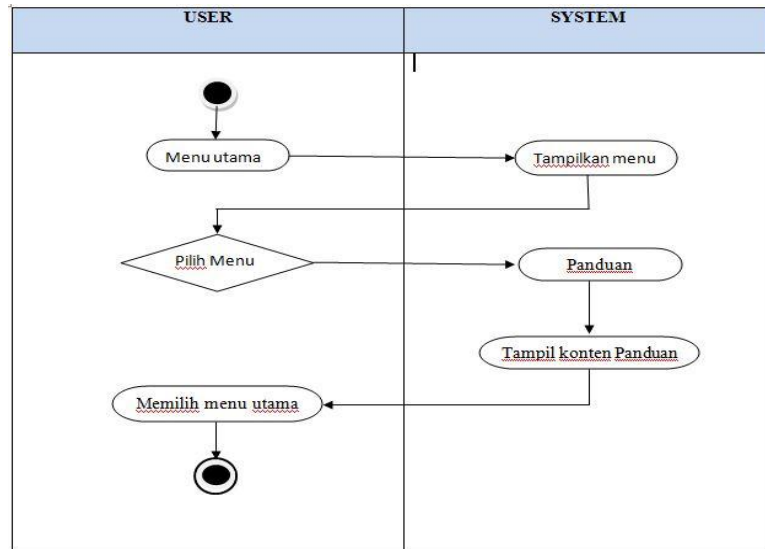 USER
SYSTEM
Menu utama
Tampilkan menu
Pilih Menu
Panduan
Tampil konten Panduan
Memilih menu utama